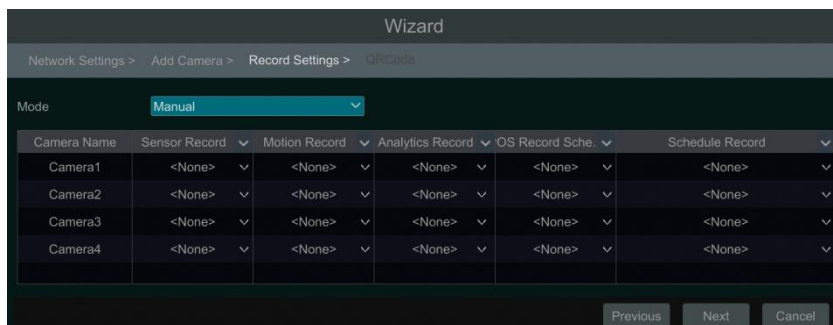 Wizard
Network Settings > Add Camera > Record Settings > QRCode
Mode Manual
Camera Name Sensor Record Motion Record Analytics Record OS Record Sche. Schedule Record
Camera1 <None> <None> <None> <None> <None>
Camera2 <None> <None> <None> <None> <None>
Camera3 <None> <None> <None> <None> <None>
Camera4 <None> <None> <None> <None> <None>
Previous Next Cancel